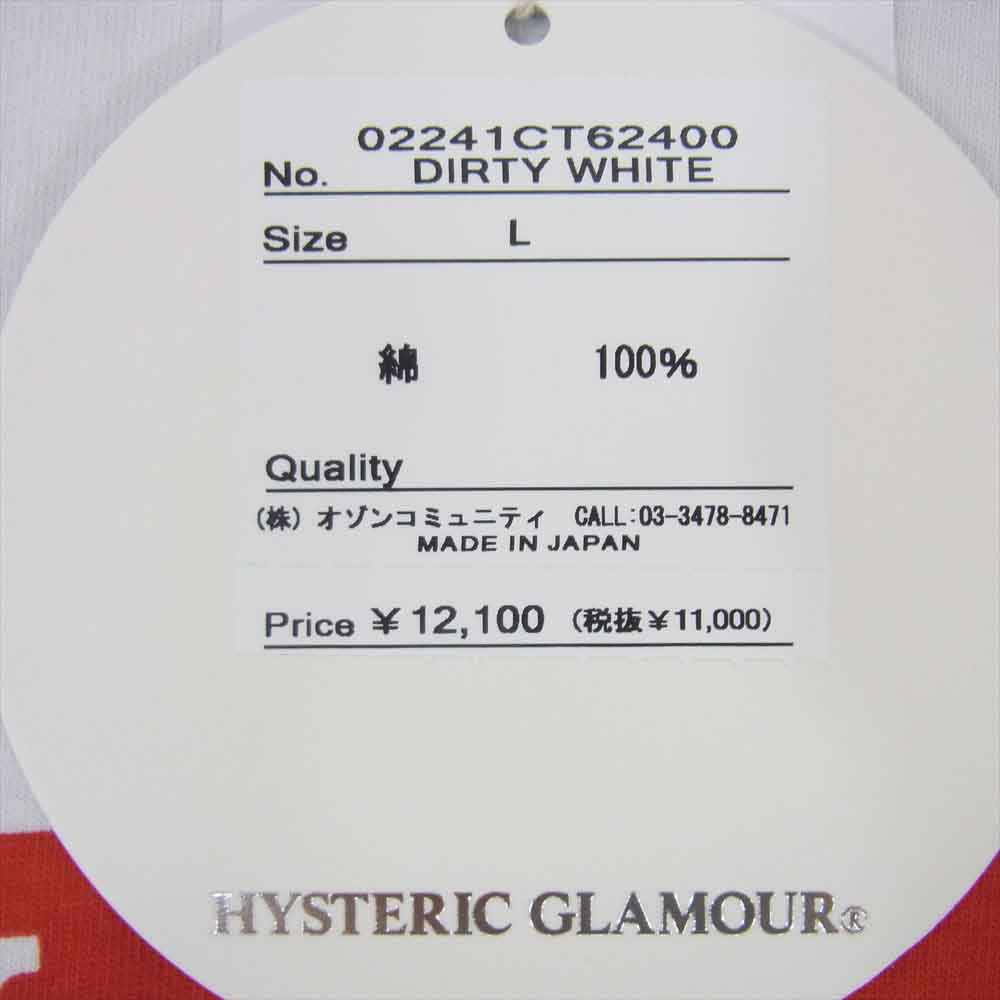 02241CT62400
No. DIRTY WHITE
Size L
綿 100%
Quality
(株) オゾンコミュニティ CALL:03-3478-8471
MADE IN JAPAN
Price ¥12,100 (税抜¥11,000)
HYSTERIC GLAMOUR®